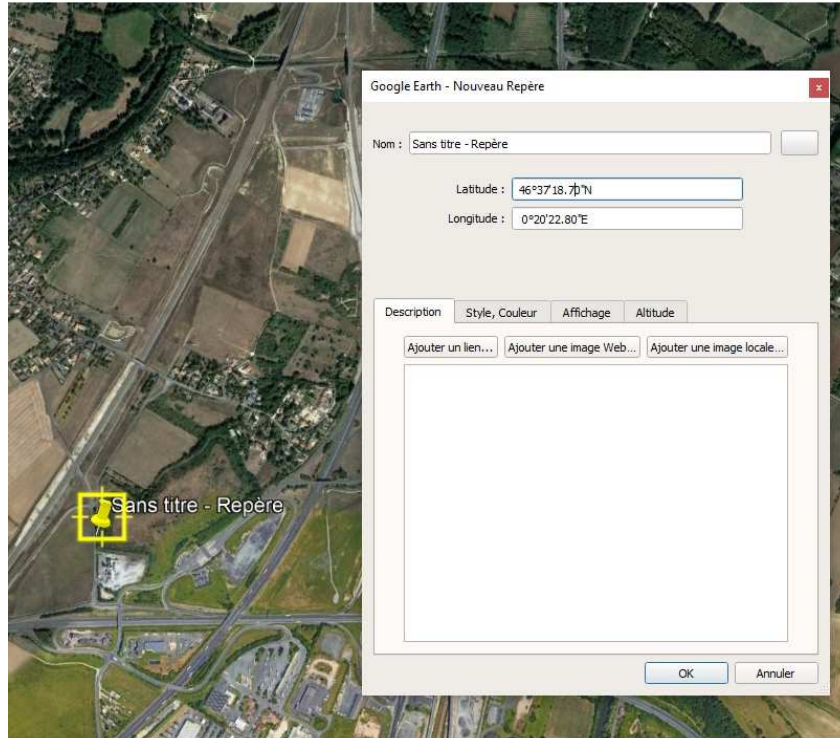 Google Earth - Nouveau Repère
x
Nom : Sans titre - Repère
Latitude : 46°37'18.70"N
Longitude : 0°20'22.80"E
Description Style, Couleur Affichage Altitude
Ajouter un lien... Ajouter une image Web... Ajouter une image locale...
Sans titre - Repère
OK Annuler